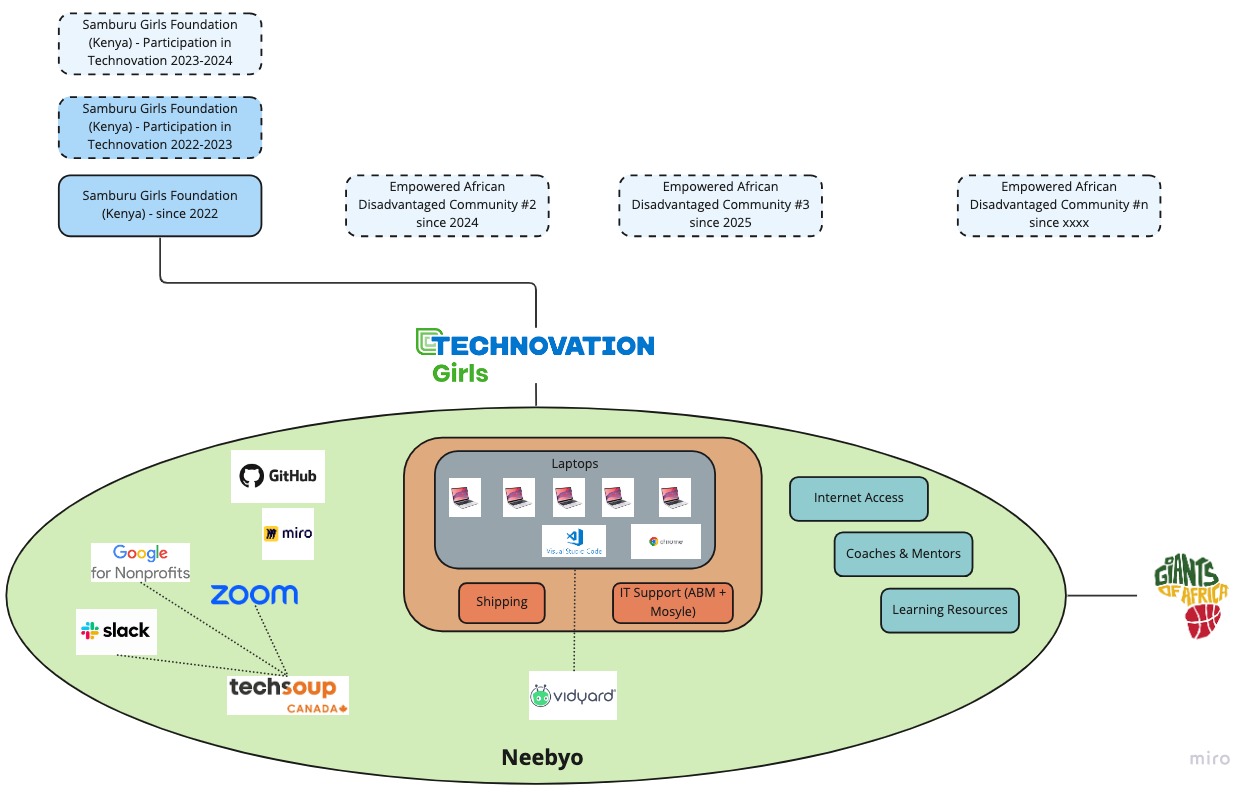 Samburu Girls Foundation
(Kenya) - Participation in
Technovation 2023-2024
Samburu Girls Foundation
(Kenya) - Participation in
Technovation 2022-2023
Samburu Girls Foundation
(Kenya) - since 2022
Empowered African
Disadvantaged Community #2
since 2024
Empowered African
Disadvantaged Community #3
since 2025
Empowered African
Disadvantaged Community #n
since xxxx
TECHNOVATION
Girls
GitHub
miro
Google
for Nonprofits
zoom
slack
techsoup
CANADA
Laptops
Visual Studio Code
chrome
Shipping
IT Support (ABM +
Mosyle)
vidyard
Internet Access
Coaches & Mentors
Learning Resources
GIANTS
OF AFRICA
Neebyo
miro